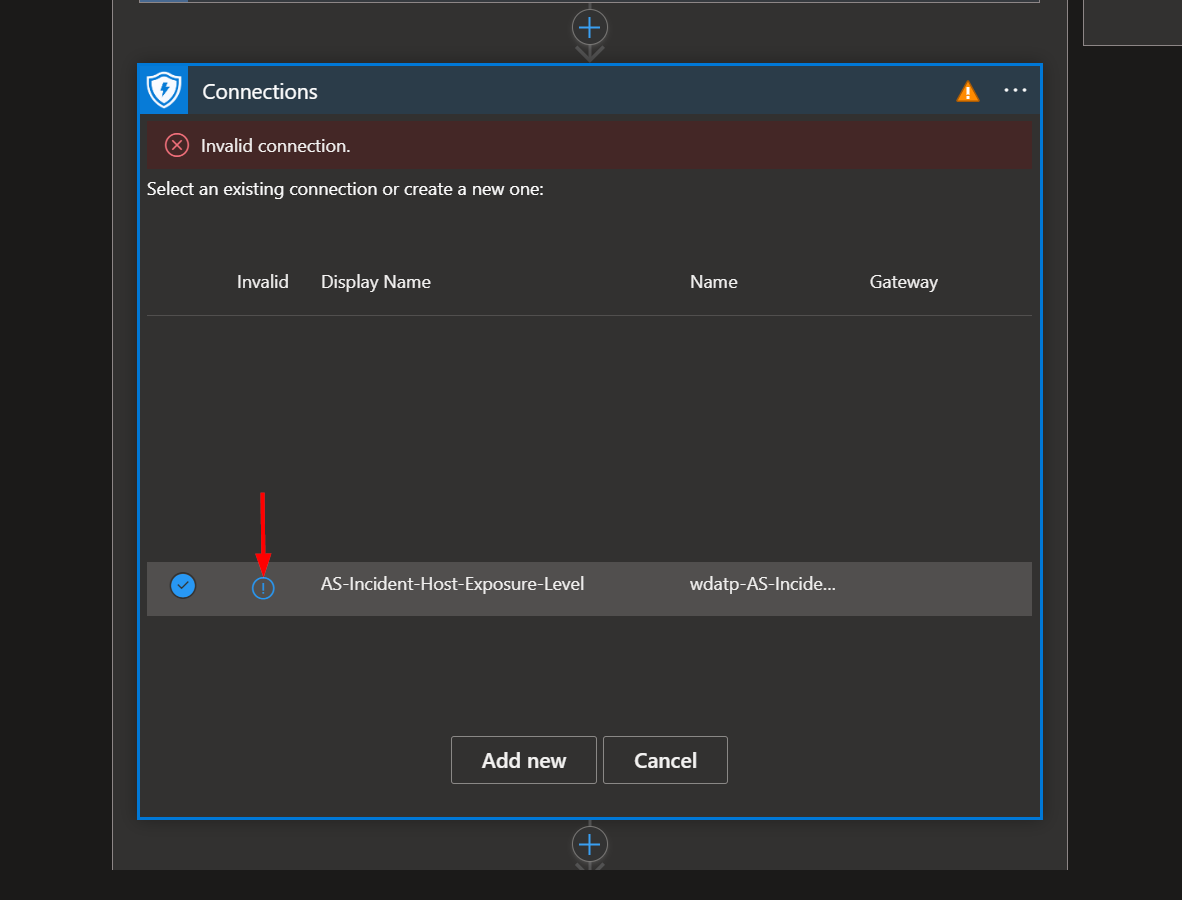 Connections
Invalid connection.
Select an existing connection or create a new one:
Invalid Display Name Name Gateway
AS-Incident-Host-Exposure-Level wdatp-AS-Incide...
Add new Cancel